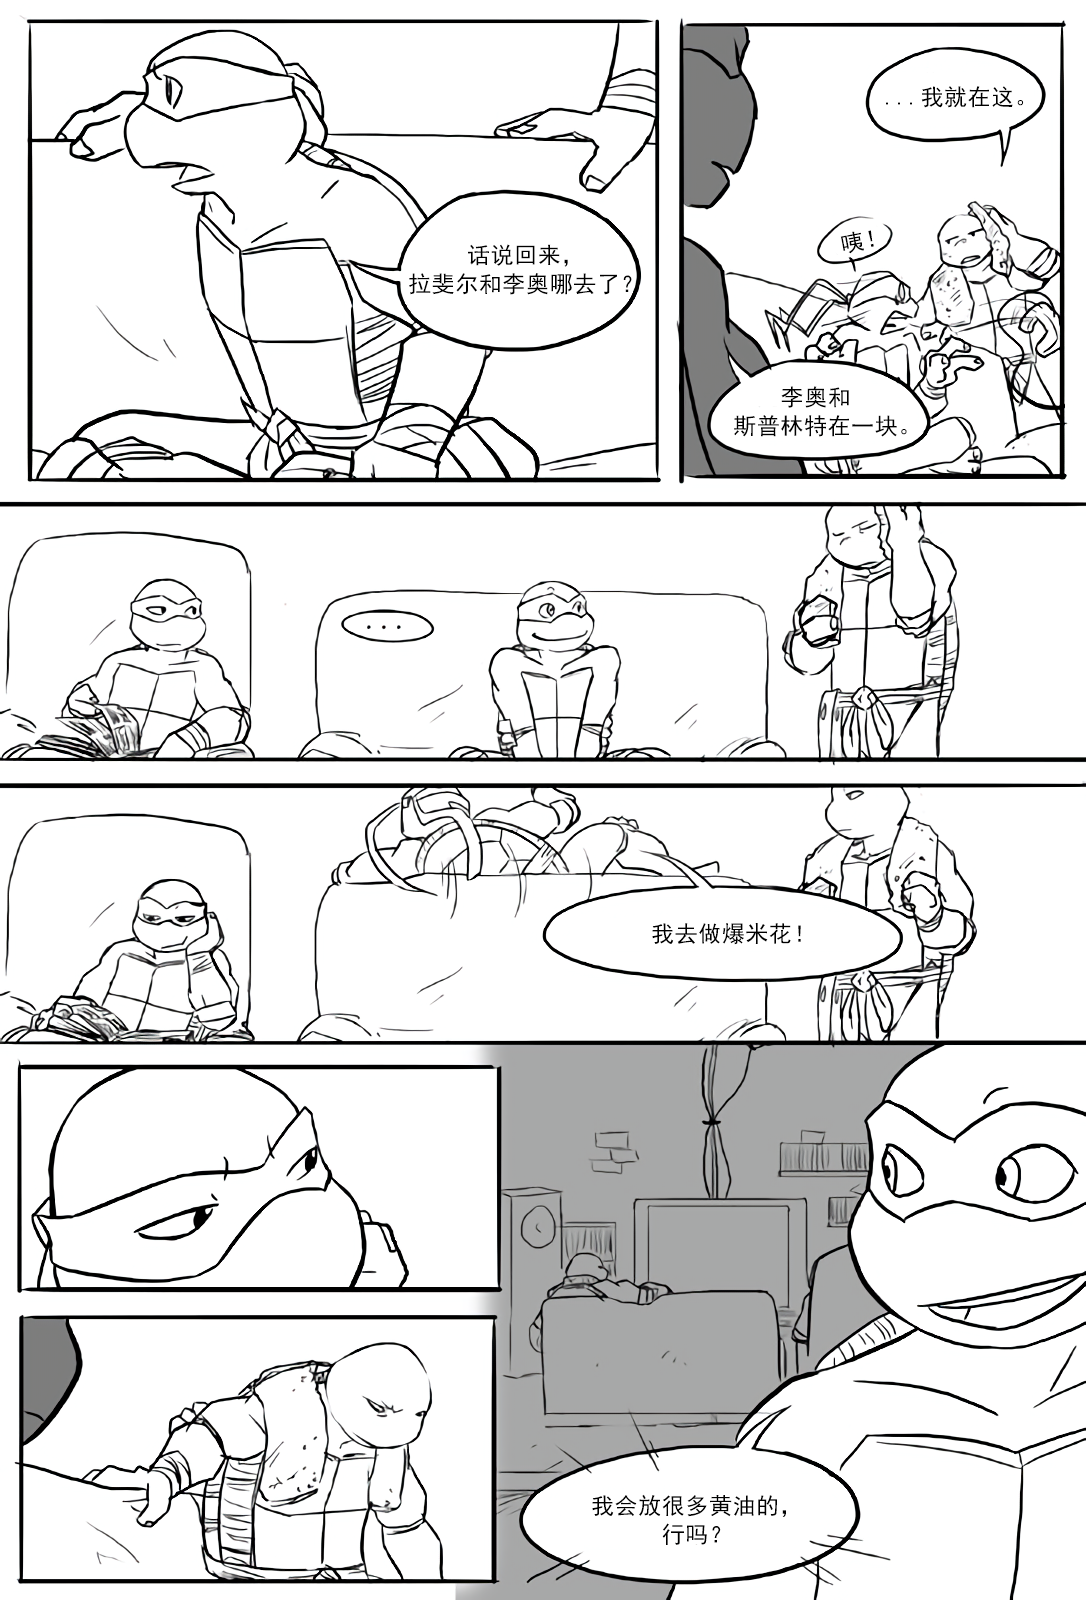 话说回来，
拉斐尔和李奥哪去了？
...我就在这。
咦！
李奥和
斯普林特在一块。
...
我去做爆米花！
我会放很多黄油的，
行吗？